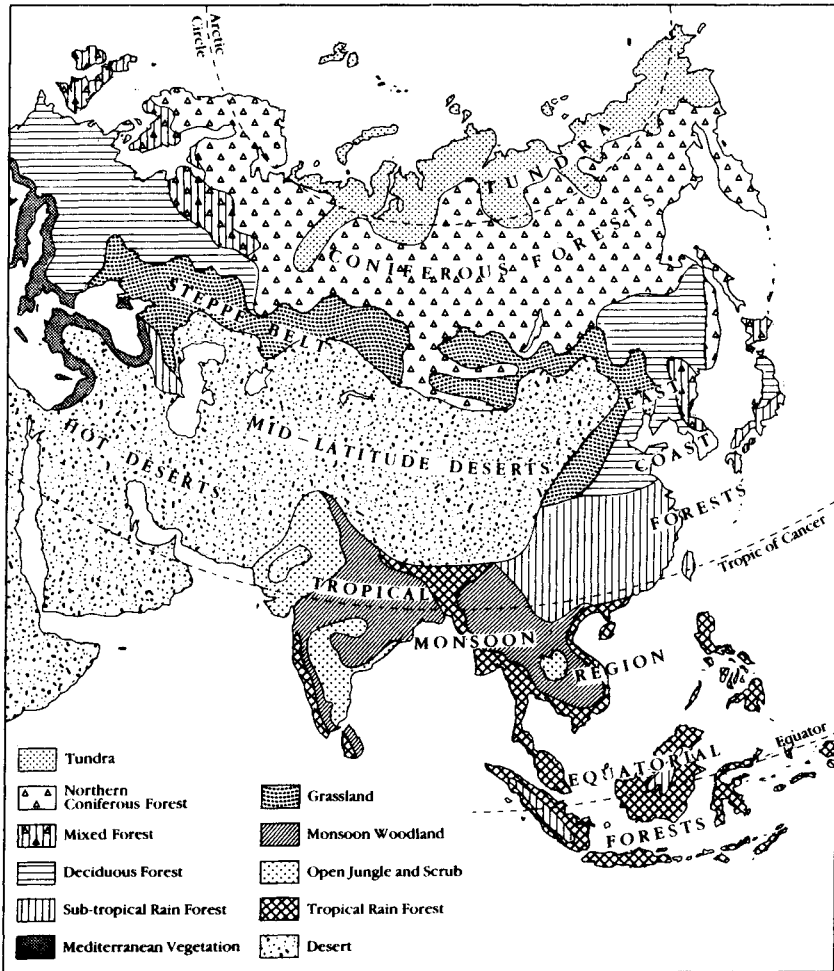 Arctic
Circle
TUNDRA
CONIFEROUS FORESTS
STEPPE BELT
MID-LATITUDE DESERTS
HOT DESERTS
EAST
COAST
FORESTS
Tropic of Cancer
TROPICAL
MONSOON
REGION
EQUATORIAL
FORESTS
Equator
Tundra
Northern
Coniferous Forest
Mixed Forest
Deciduous Forest
Sub-tropical Rain Forest
Mediterranean Vegetation
Grassland
Monsoon Woodland
Open Jungle and Scrub
Tropical Rain Forest
Desert